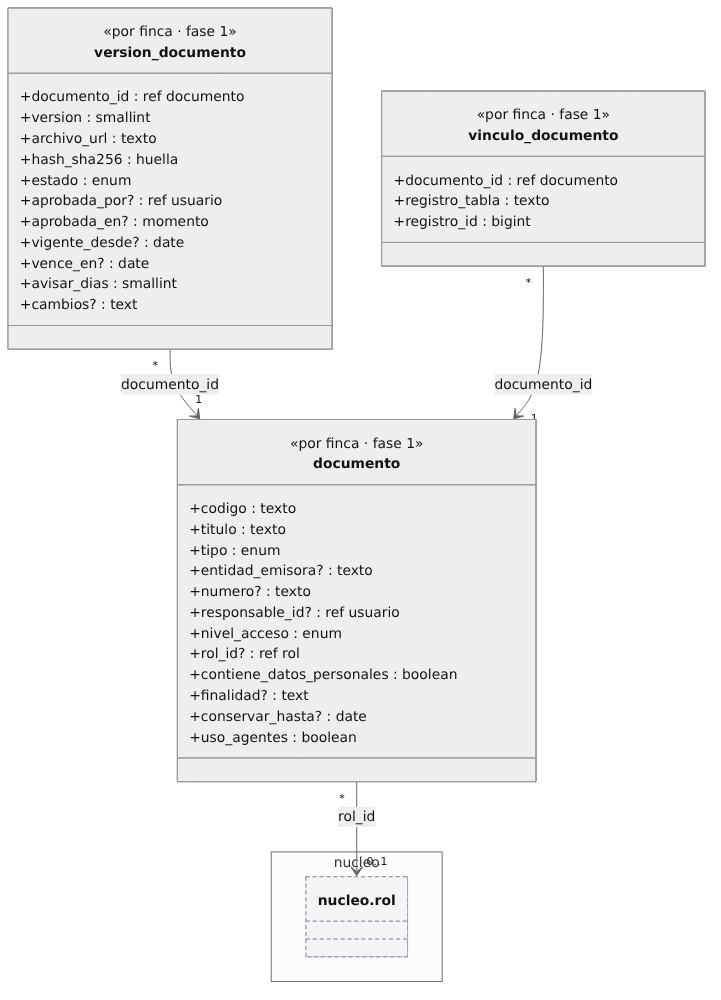 «por finca · fase 1»
version_documento
+documento_id : ref documento
+version : smallint
+archivo_url : texto
+hash_sha256 : huella
+estado : enum
+aprobada_por? : ref usuario
+aprobada_en? : momento
+vigente_desde? : date
+vence_en? : date
+avisar_dias : smallint
+cambios? : text
«por finca · fase 1»
vinculo_documento
+documento_id : ref documento
+registro_tabla : texto
+registro_id : bigint
*
documento_id
1
*
documento_id
1
«por finca · fase 1»
documento
+codigo : texto
+titulo : texto
+tipo : enum
+entidad_emisora? : texto
+numero? : texto
+responsable_id? : ref usuario
+nivel_acceso : enum
+rol_id? : ref rol
+contiene_datos_personales : boolean
+finalidad? : text
+conservar_hasta? : date
+uso_agentes : boolean
*
rol_id
0..1
nucleo
nucleo.rol